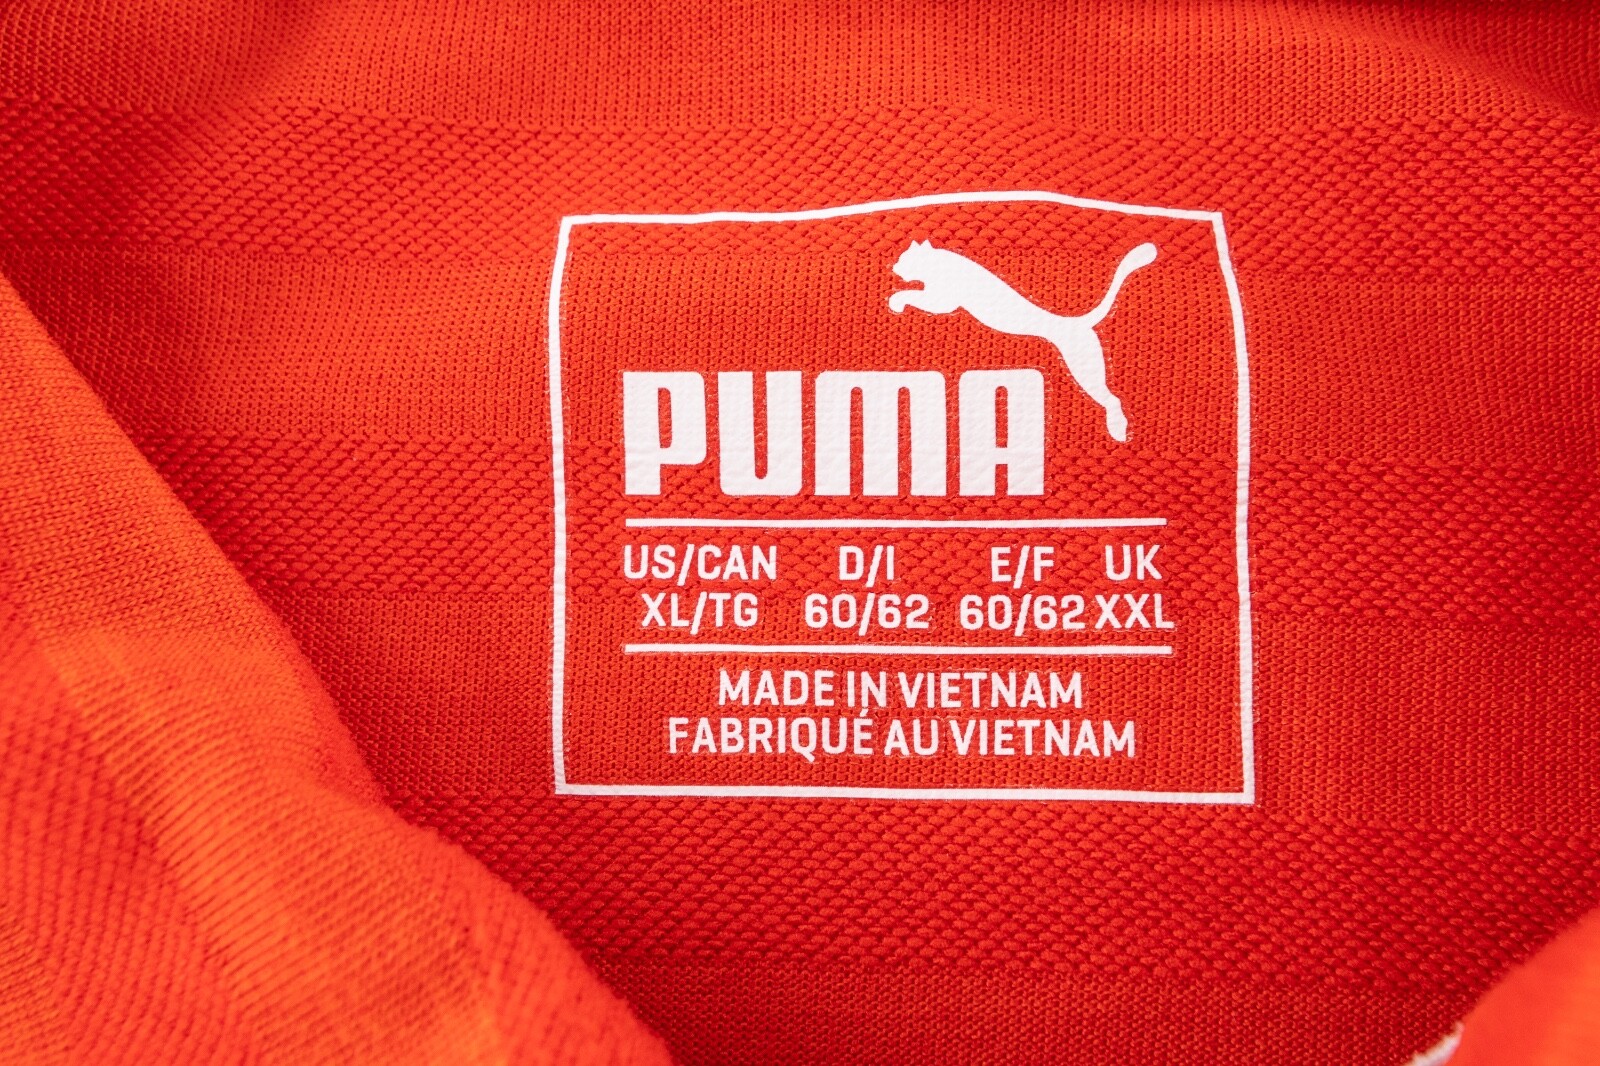 PUMA
US/CAN D/I E/F UK
XL/TG 60/62 60/62 XXL
MADE IN VIETNAM
FABRIQUÉ AU VIETNAM